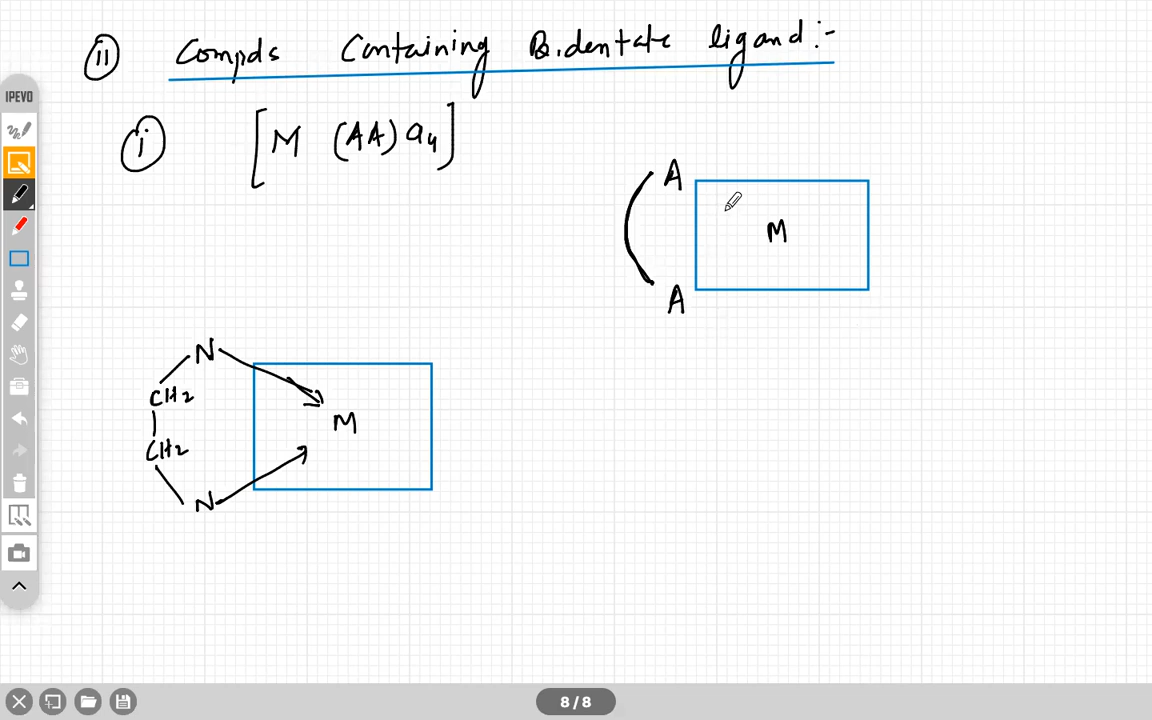 (ii) Compds Containing Bidentate ligand :-
(i) [M (AA) a4]
A
M
A
N
CH2
M
CH2
N
IPEVO
8 / 8